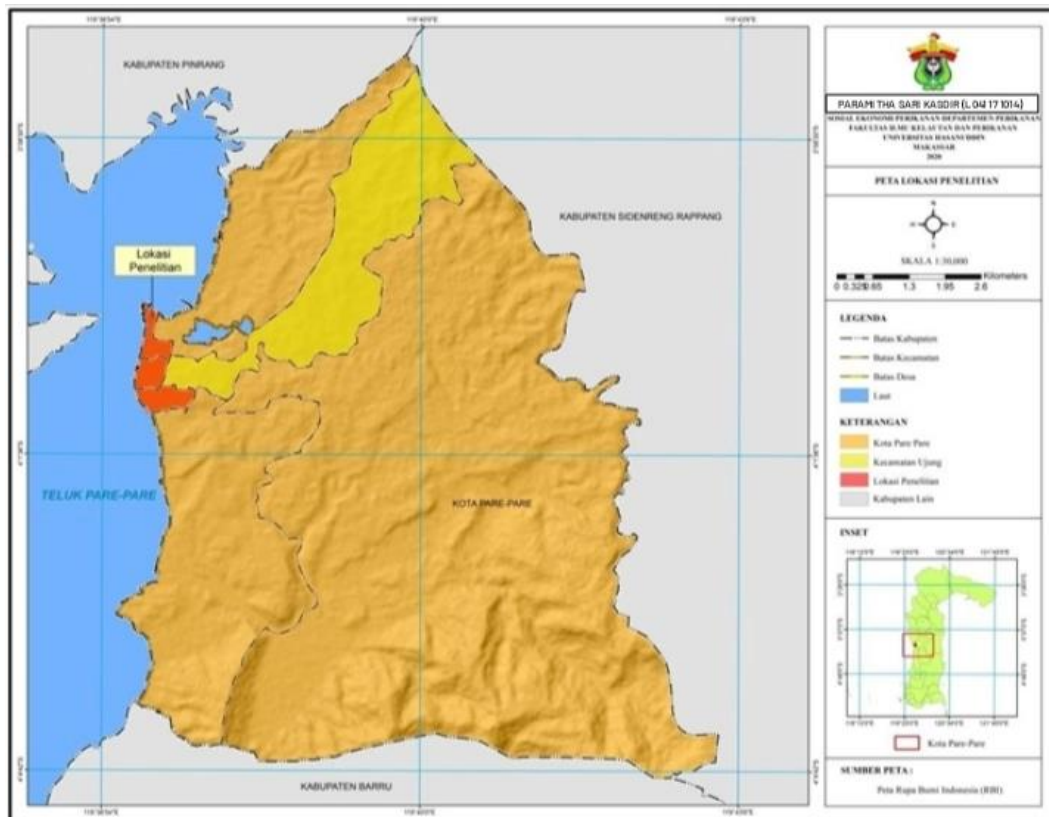 KABUPATEN PINRANG
KABUPATEN SIDENRENG RAPPANG
Lokasi
Penelitian
TELUK PARE-PARE
KOTA PARE-PARE
KABUPATEN BARRU
PARAMITHA SARI KASDIR (L 041 17 1014)
SOSIAL EKONOMI PERIKANAN DEPARTEMEN PERIKANAN
FAKULTAS ILMU KELAUTAN DAN PERIKANAN
UNIVERSITAS HASANUDDIN
MAKASSAR
2020
PETA LOKASI PENELITIAN
N
E
S
SKALA 1:30,000
Kilometers
0 0.325 0.65 1.3 1.95 2.6
LEGENDA
Batas Kabupaten
Batas Kecamatan
Batas Desa
Laut
KETERANGAN
Kota Pare Pare
Kecamatan Ujung
Lokasi Penelitian
Kabupaten Lain
INSET
Kota Pare-Pare
SUMBER PETA :
Peta Rupa Bumi Indonesia (RBI)